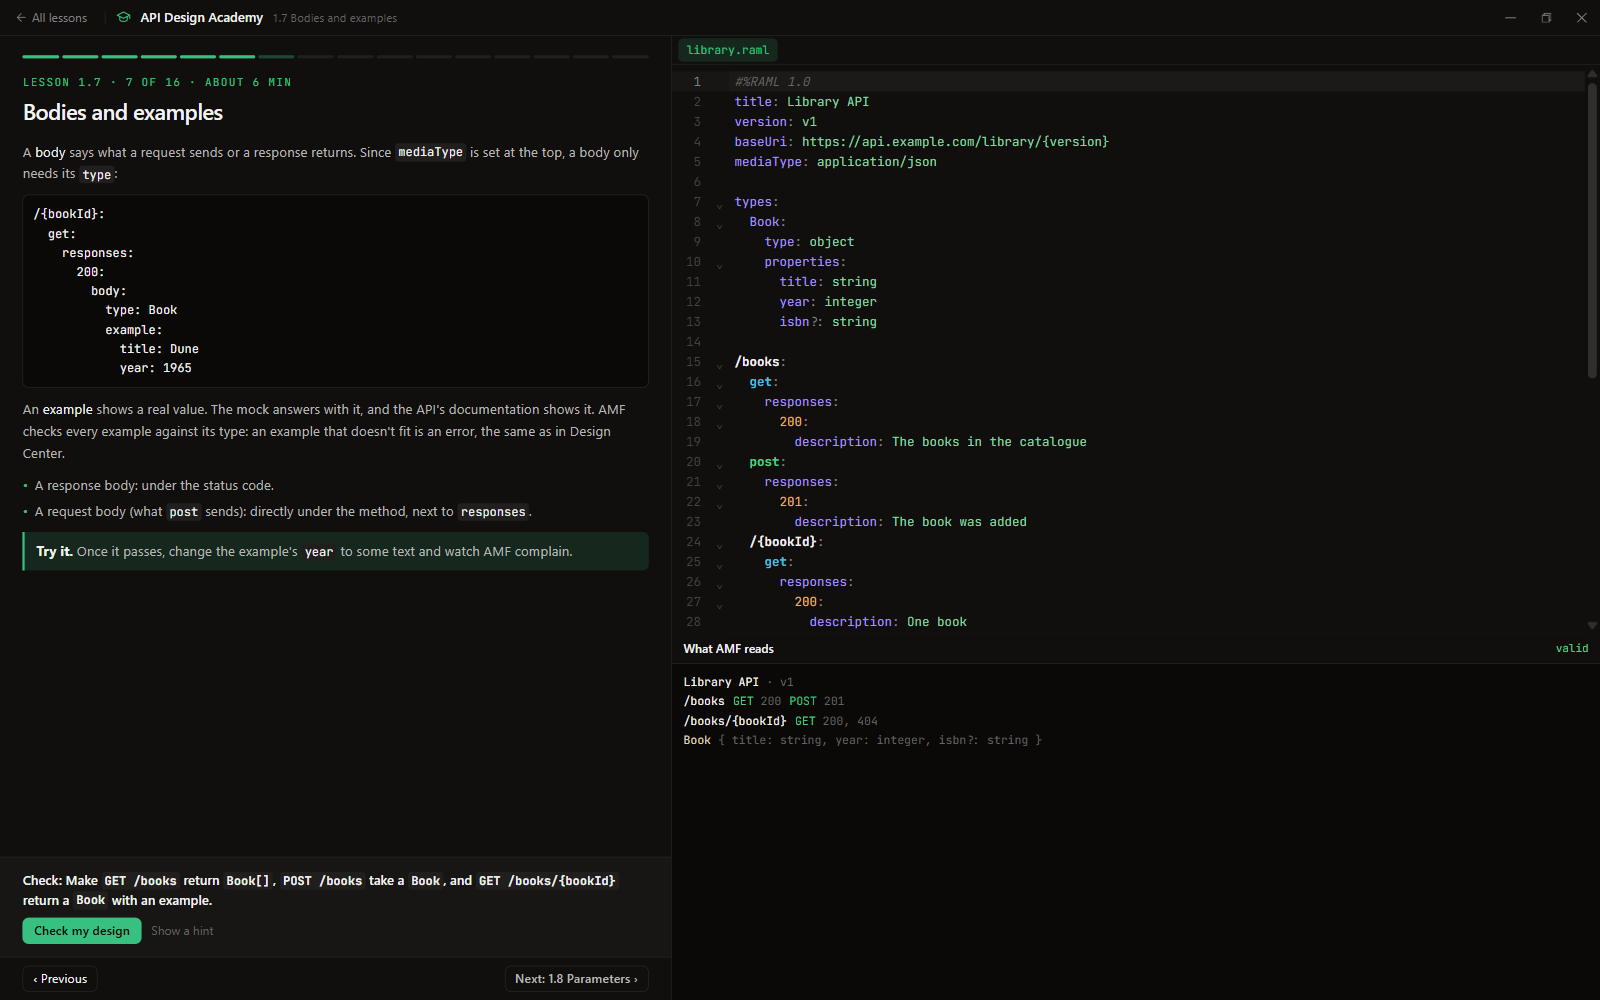 All lessons
API Design Academy
1.7 Bodies and examples
LESSON 1.7 · 7 OF 16 · ABOUT 6 MIN
Bodies and examples
A body says what a request sends or a response returns. Since mediaType is set at the top, a body only
needs its type:
/{bookId}:
  get:
    responses:
      200:
        body:
          type: Book
          example:
            title: Dune
            year: 1965
An example shows a real value. The mock answers with it, and the API's documentation shows it. AMF
checks every example against its type: an example that doesn't fit is an error, the same as in Design
Center.
• A response body: under the status code.
• A request body (what post sends): directly under the method, next to responses.
Try it. Once it passes, change the example's year to some text and watch AMF complain.
Check: Make GET /books return Book[], POST /books take a Book, and GET /books/{bookId}
return a Book with an example.
Check my design
Show a hint
‹ Previous
Next: 1.8 Parameters ›
library.raml
1 #%RAML 1.0
2 title: Library API
3 version: v1
4 baseUri: https://api.example.com/library/{version}
5 mediaType: application/json
6
7 types:
8   Book:
9     type: object
10     properties:
11       title: string
12       year: integer
13       isbn?: string
14
15 /books:
16   get:
17     responses:
18       200:
19         description: The books in the catalogue
20   post:
21     responses:
22       201:
23         description: The book was added
24   /{bookId}:
25     get:
26       responses:
27         200:
28           description: One book
What AMF reads
valid
Library API · v1
/books GET 200 POST 201
/books/{bookId} GET 200, 404
Book { title: string, year: integer, isbn?: string }